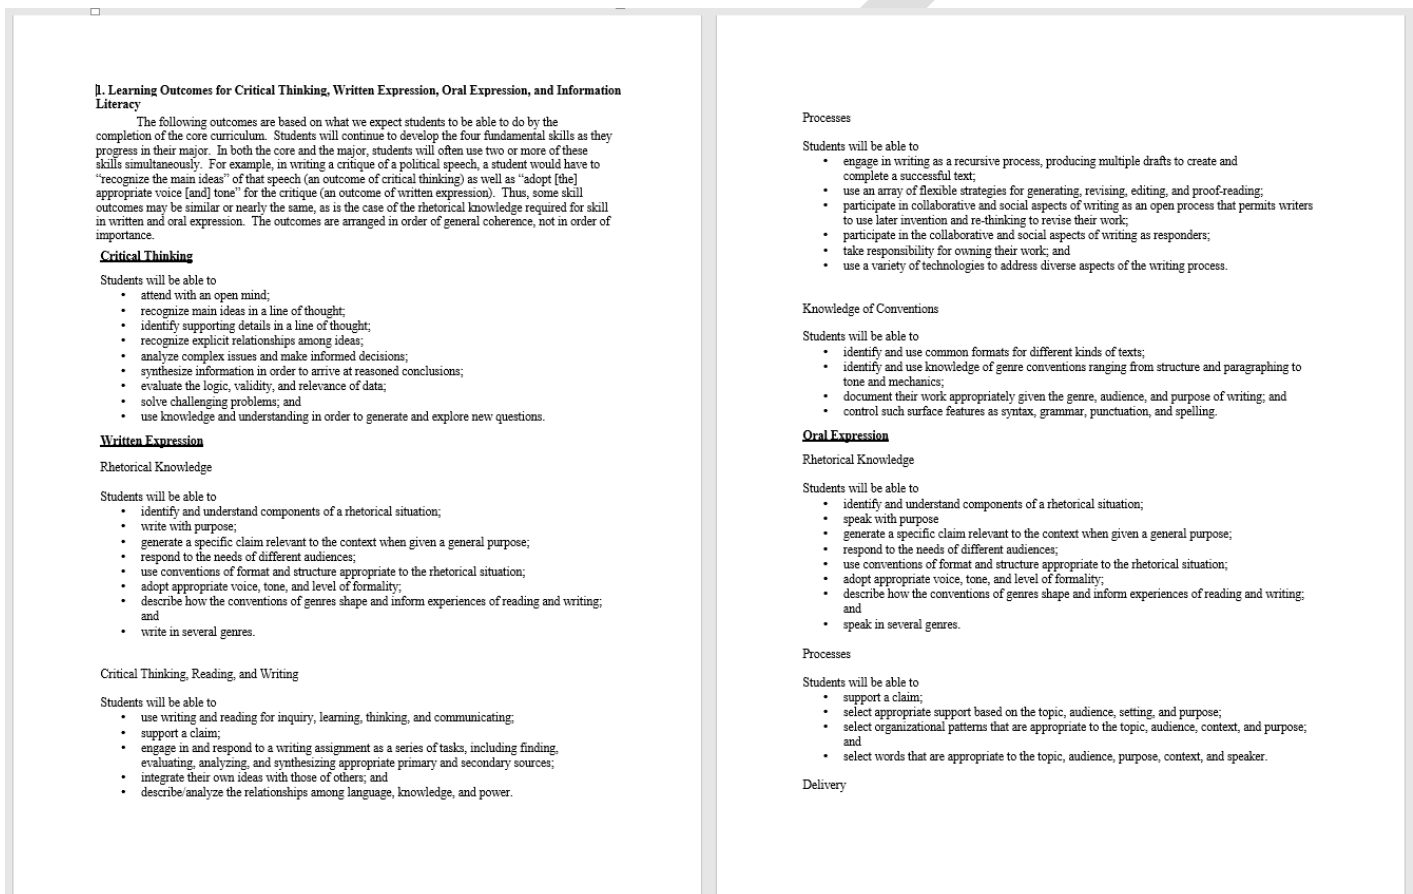 1. Learning Outcomes for Critical Thinking, Written Expression, Oral Expression, and Information
Literacy
The following outcomes are based on what we expect students to be able to do by the
completion of the core curriculum. Students will continue to develop the four fundamental skills as they
progress in their major. In both the core and the major, students will often use two or more of these
skills simultaneously. For example, in writing a critique of a political speech, a student would have to
“recognize the main ideas” of that speech (an outcome of critical thinking) as well as “adopt [the]
appropriate voice [and] tone” for the critique (an outcome of written expression). Thus, some skill
outcomes may be similar or nearly the same, as is the case of the rhetorical knowledge required for skill
in written and oral expression. The outcomes are arranged in order of general coherence, not in order of
importance.
Critical Thinking
Students will be able to
• attend with an open mind;
• recognize main ideas in a line of thought;
• identify supporting details in a line of thought;
• recognize explicit relationships among ideas;
• analyze complex issues and make informed decisions;
• synthesize information in order to arrive at reasoned conclusions;
• evaluate the logic, validity, and relevance of data;
• solve challenging problems; and
• use knowledge and understanding in order to generate and explore new questions.
Written Expression
Rhetorical Knowledge
Students will be able to
• identify and understand components of a rhetorical situation;
• write with purpose;
• generate a specific claim relevant to the context when given a general purpose;
• respond to the needs of different audiences;
• use conventions of format and structure appropriate to the rhetorical situation;
• adopt appropriate voice, tone, and level of formality;
• describe how the conventions of genres shape and inform experiences of reading and writing;
and
• write in several genres.
Critical Thinking, Reading, and Writing
Students will be able to
• use writing and reading for inquiry, learning, thinking, and communicating;
• support a claim;
• engage in and respond to a writing assignment as a series of tasks, including finding,
evaluating, analyzing, and synthesizing appropriate primary and secondary sources;
• integrate their own ideas with those of others; and
• describe/analyze the relationships among language, knowledge, and power.
Processes
Students will be able to
• engage in writing as a recursive process, producing multiple drafts to create and
complete a successful text;
• use an array of flexible strategies for generating, revising, editing, and proof-reading;
• participate in collaborative and social aspects of writing as an open process that permits writers
to use later invention and re-thinking to revise their work;
• participate in the collaborative and social aspects of writing as responders;
• take responsibility for owning their work; and
• use a variety of technologies to address diverse aspects of the writing process.
Knowledge of Conventions
Students will be able to
• identify and use common formats for different kinds of texts;
• identify and use knowledge of genre conventions ranging from structure and paragraphing to
tone and mechanics;
• document their work appropriately given the genre, audience, and purpose of writing; and
• control such surface features as syntax, grammar, punctuation, and spelling.
Oral Expression
Rhetorical Knowledge
Students will be able to
• identify and understand components of a rhetorical situation;
• speak with purpose
• generate a specific claim relevant to the context when given a general purpose;
• respond to the needs of different audiences;
• use conventions of format and structure appropriate to the rhetorical situation;
• adopt appropriate voice, tone, and level of formality;
• describe how the conventions of genres shape and inform experiences of reading and writing;
and
• speak in several genres.
Processes
Students will be able to
• support a claim;
• select appropriate support based on the topic, audience, setting, and purpose;
• select organizational patterns that are appropriate to the topic, audience, context, and purpose;
and
• select words that are appropriate to the topic, audience, purpose, context, and speaker.
Delivery